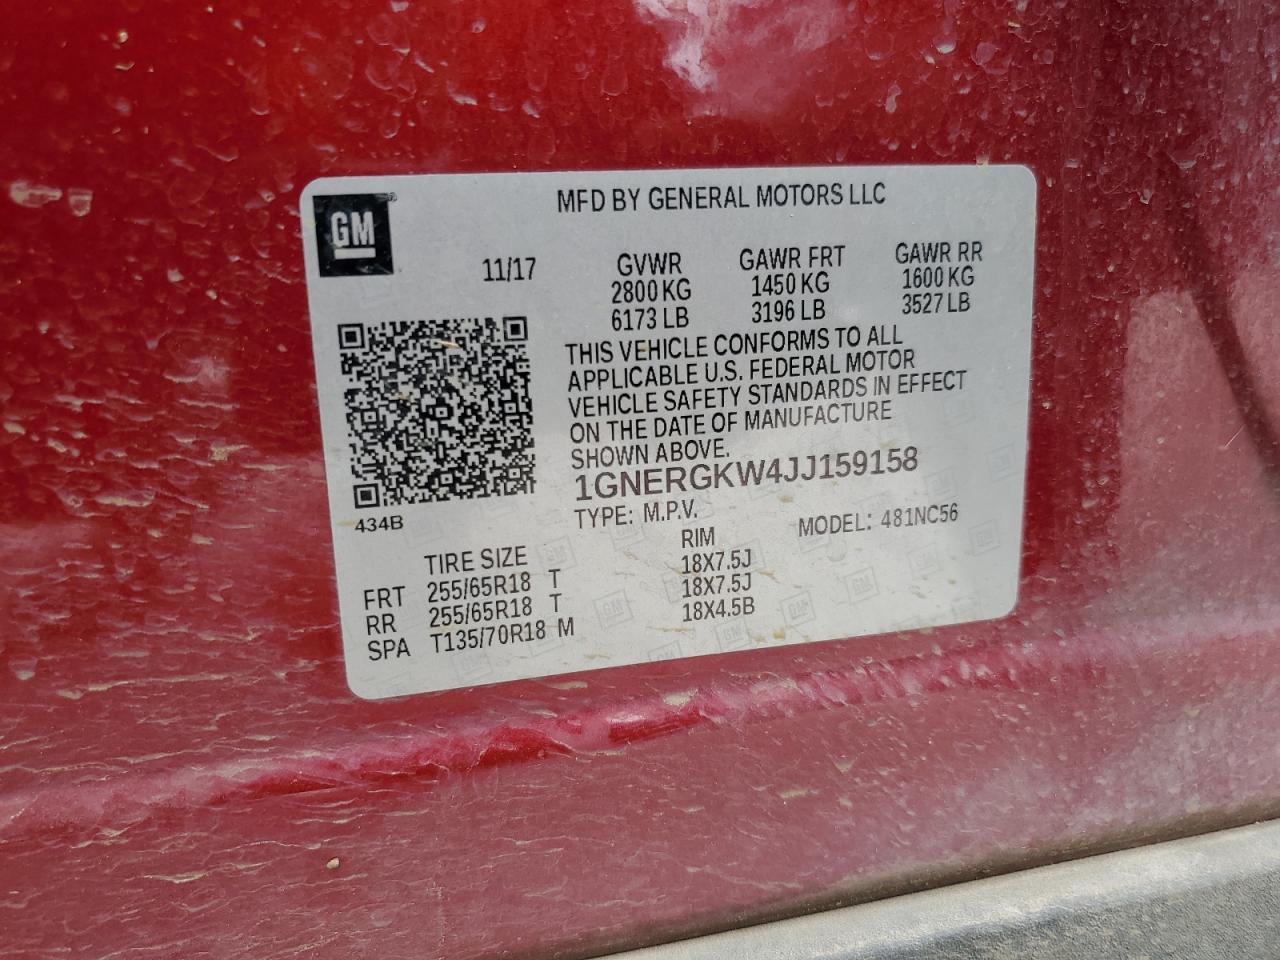 GM
MFD BY GENERAL MOTORS LLC
11/17
GVWR GAWR FRT GAWR RR
2800 KG 1450 KG 1600 KG
6173 LB 3196 LB 3527 LB
THIS VEHICLE CONFORMS TO ALL
APPLICABLE U.S. FEDERAL MOTOR
VEHICLE SAFETY STANDARDS IN EFFECT
ON THE DATE OF MANUFACTURE
SHOWN ABOVE.
1GNERGKW4JJ159158
434B
TYPE: M.P.V. MODEL: 481NC56
TIRE SIZE RIM
FRT 255/65R18 T 18X7.5J
RR 255/65R18 T 18X7.5J
SPA T135/70R18 M 18X4.5B